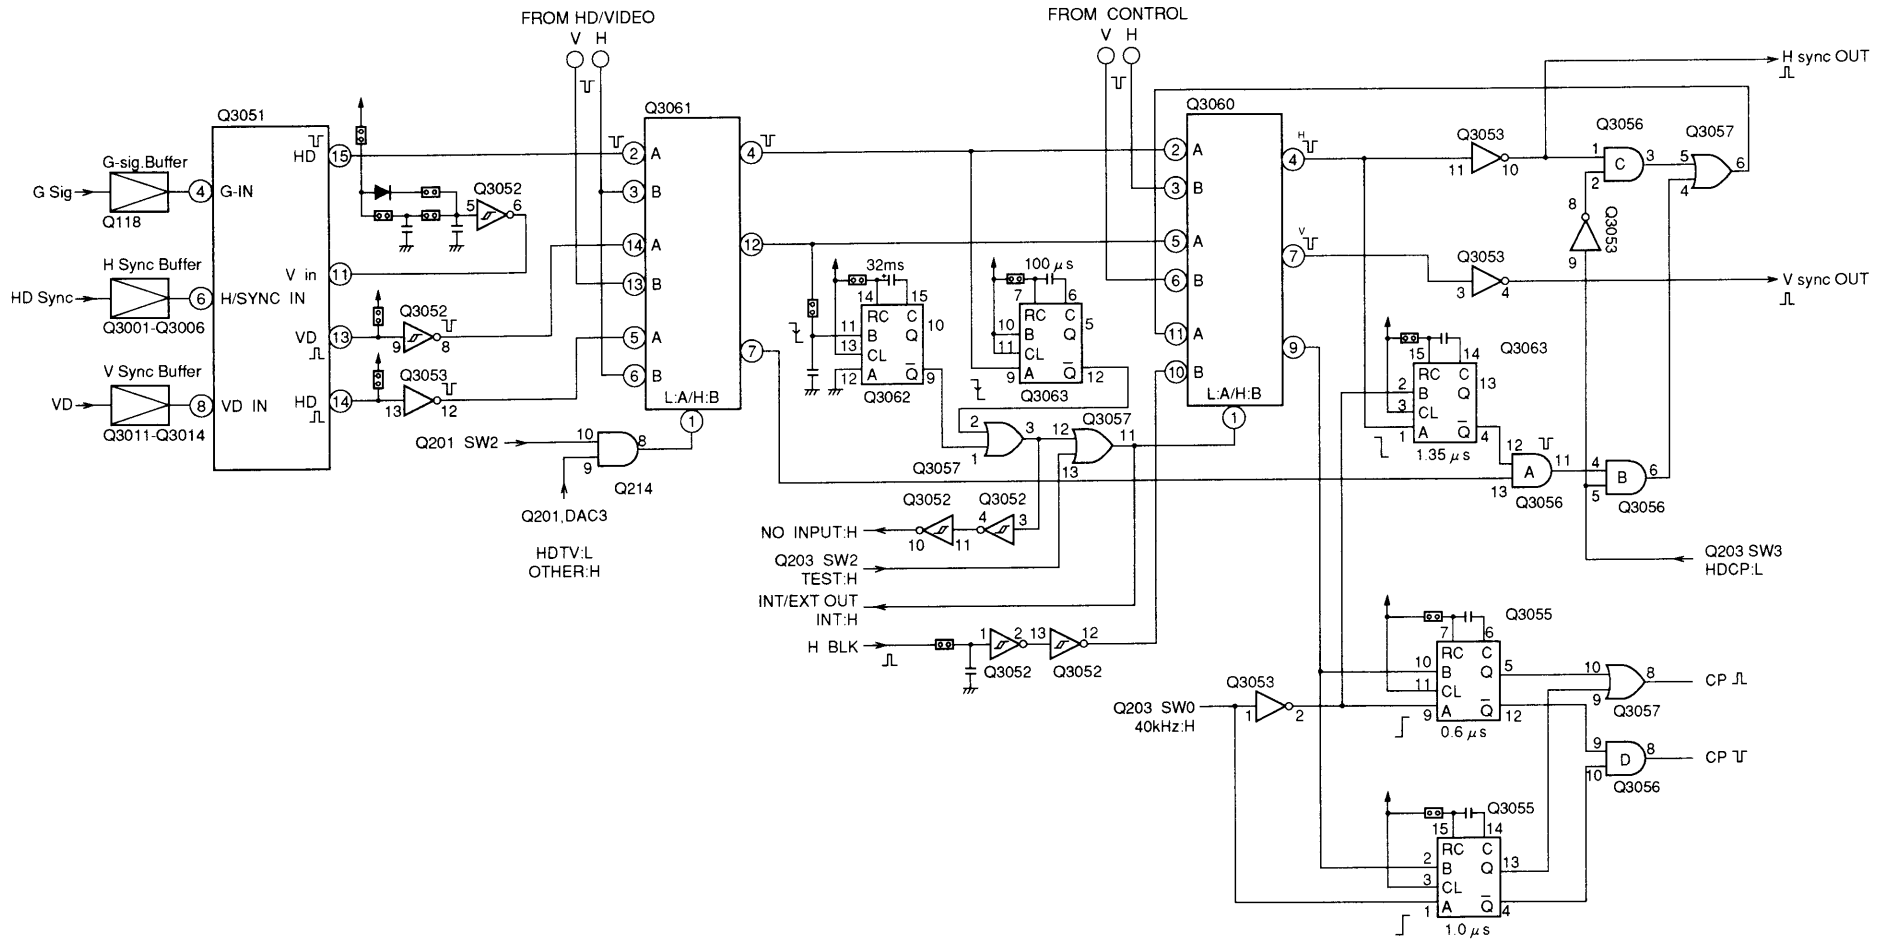 FROM HD/VIDEO
V H
FROM CONTROL
V H
H sync OUT
Q3051
Q3061
Q3060
Q3053
Q3056
Q3057
HD 15
2 A
4
2 A
H
4
11 10
1 C 3
2
5 6
4
G-sig.Buffer
G Sig
4 G-IN
Q118
Q3052
5 6
3 B
3 B
8
Q3053
9
H Sync Buffer
HD Sync
6 H/SYNC IN
Q3001-Q3006
V in 11
14 A
12
5 A
V
7
Q3053
3 4
V sync OUT
13 B
6 B
32ms
14 15
RC C
11 B
10
13 CL
12 A Q 9
Q3062
100 μs
7 6
RC C
10 B Q 5
11 CL
9 A Q 12
Q3063
VD 13
Q3052
9 8
5 A
7
11 A
9
V Sync Buffer
VD
8 VD IN
Q3011-Q3014
HD 14
Q3053
13 12
6 B
L:A/H:B
1
10 B
L:A/H:B
1
Q3063
15 14
RC C
2 B Q 13
3 CL
1 A Q 4
1.35 μs
Q201 SW2
10 8
9
Q214
Q201,DAC3
HDTV:L
OTHER:H
2 3
1
Q3057
Q3057
12 11
13
12 11
A
13
Q3056
4 6
B
5
Q3056
Q3052 Q3052
NO INPUT:H
10 11 4 3
Q203 SW2
TEST:H
INT/EXT OUT
INT:H
H BLK
1 2 13 12
Q3052 Q3052
Q203 SW3
HDCP:L
Q3055
7 6
RC C
10 B Q 5
11 CL
9 A Q 12
0.6 μs
Q203 SW0
40kHz:H
Q3053
1 2
10 8
9
Q3057
CP
9 8
D
10
Q3056
CP
Q3055
15 14
RC C
2 B Q 13
3 CL
1 A Q 4
1.0 μs